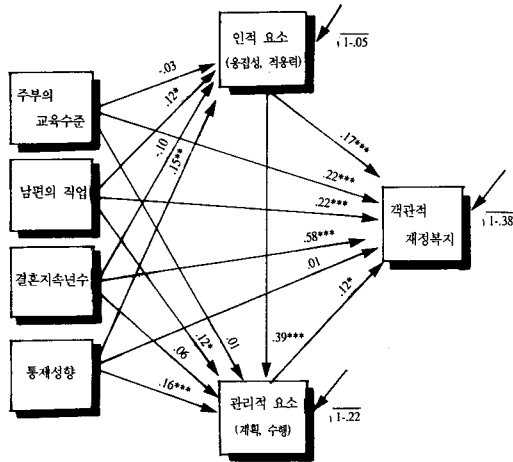 인적 요소
(응집성, 적응력)
√1-.05
주부의
교육수준
남편의 직업
결혼지속년수
통제성향
객관적
재정복지
√1-.38
관리적 요소
(계획, 수행)
√1-.22
-.03
.12*
-.10
.15**
.17***
.22***
.22***
.58***
.01
.12*
.39***
.01
.12*
.06
.16***